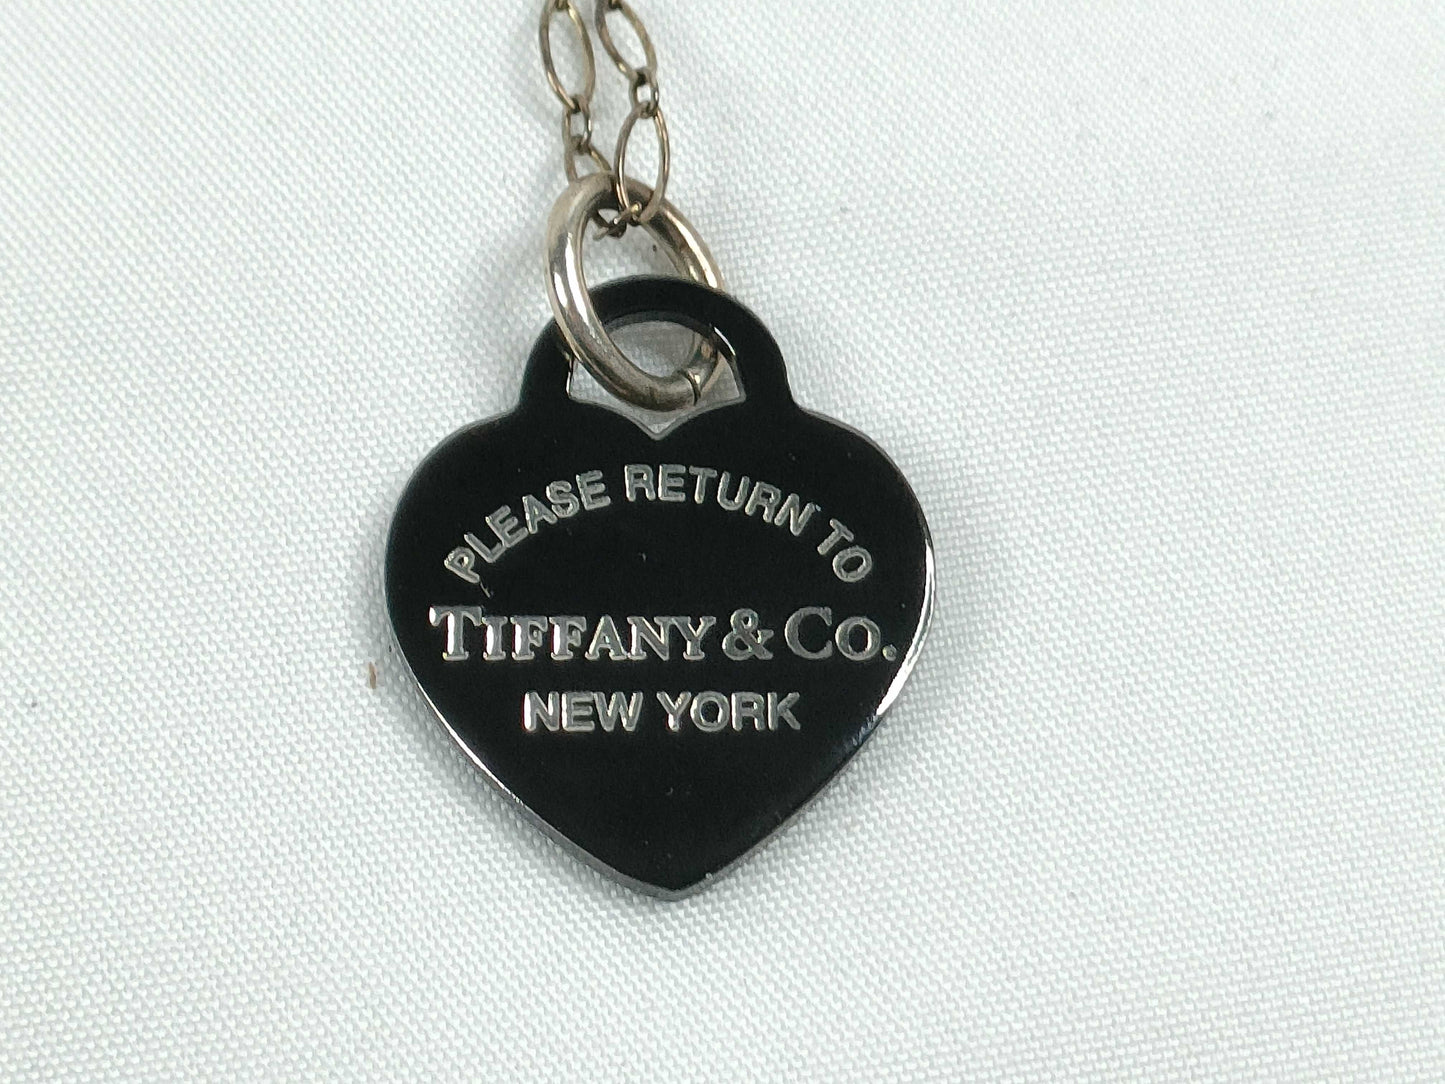 PLEASE RETURN TO
TIFFANY & CO.
NEW YORK